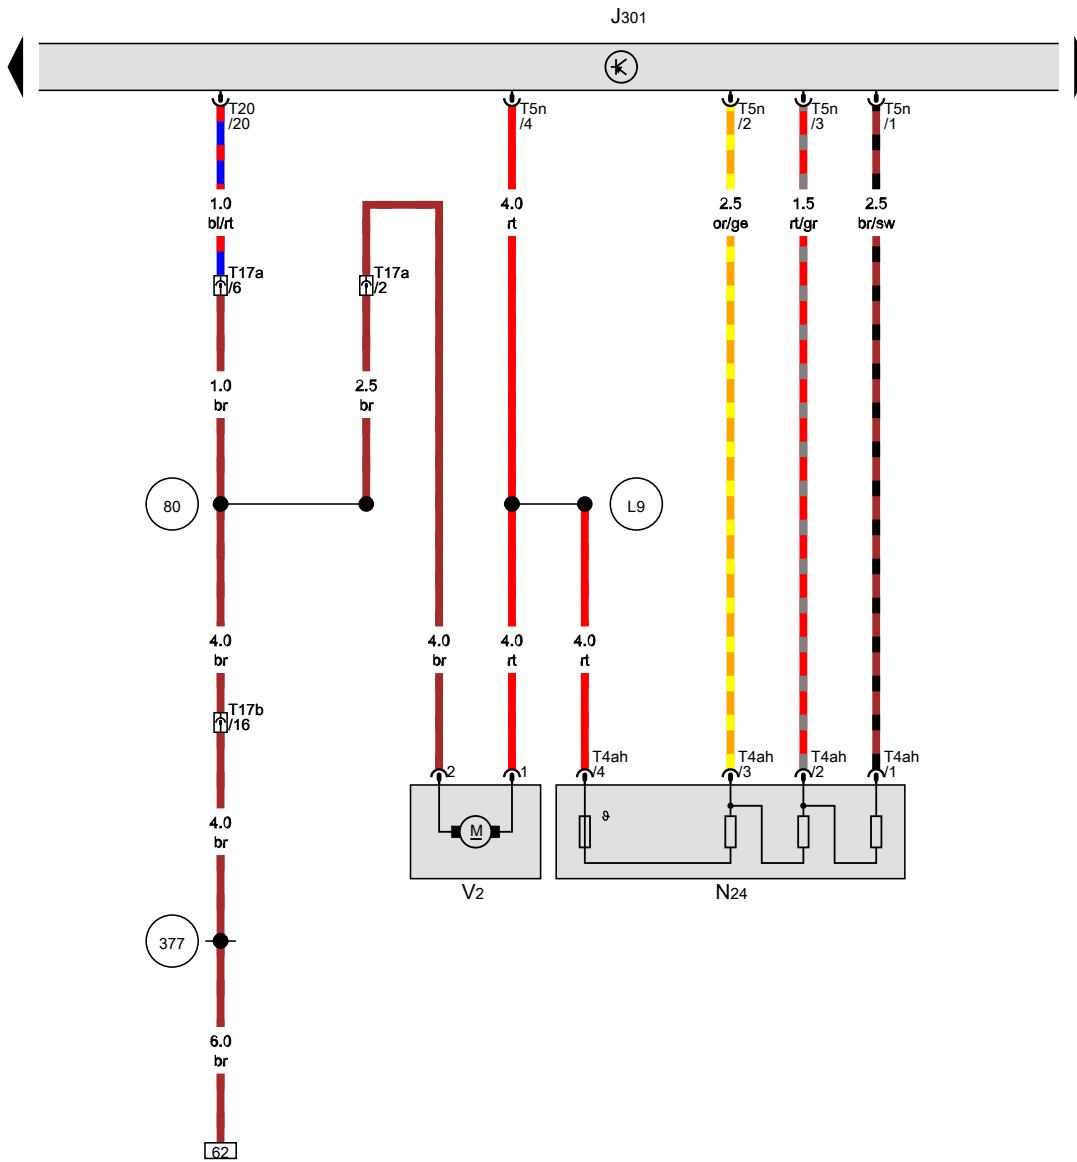 J301
T20
/20
T5n
/4
T5n
/2
T5n
/3
T5n
/1
1.0
bl/rt
4.0
rt
2.5
or/ge
1.5
rt/gr
2.5
br/sw
T17a
/6
T17a
/2
1.0
br
2.5
br
80
L9
4.0
br
4.0
br
4.0
rt
4.0
rt
T17b
/16
2
1
T4ah
/4
T4ah
/3
T4ah
/2
T4ah
/1
ϑ
M
4.0
br
V2
N24
377
6.0
br
62